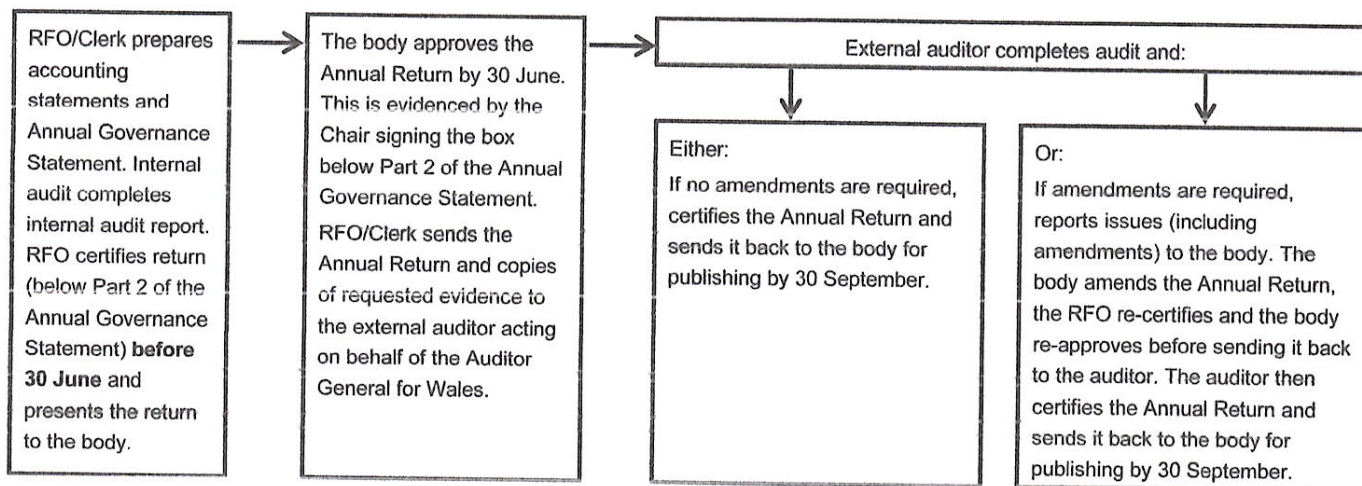 RFO/Clerk prepares
accounting
statements and
Annual Governance
Statement. Internal
audit completes
internal audit report.
RFO certifies return
(below Part 2 of the
Annual Governance
Statement) before
30 June and
presents the return
to the body.
The body approves the
Annual Return by 30 June.
This is evidenced by the
Chair signing the box
below Part 2 of the Annual
Governance Statement.
RFO/Clerk sends the
Annual Return and copies
of requested evidence to
the external auditor acting
on behalf of the Auditor
General for Wales.
External auditor completes audit and:
Either:
If no amendments are required,
certifies the Annual Return and
sends it back to the body for
publishing by 30 September.
Or:
If amendments are required,
reports issues (including
amendments) to the body. The
body amends the Annual Return,
the RFO re-certifies and the body
re-approves before sending it back
to the auditor. The auditor then
certifies the Annual Return and
sends it back to the body for
publishing by 30 September.